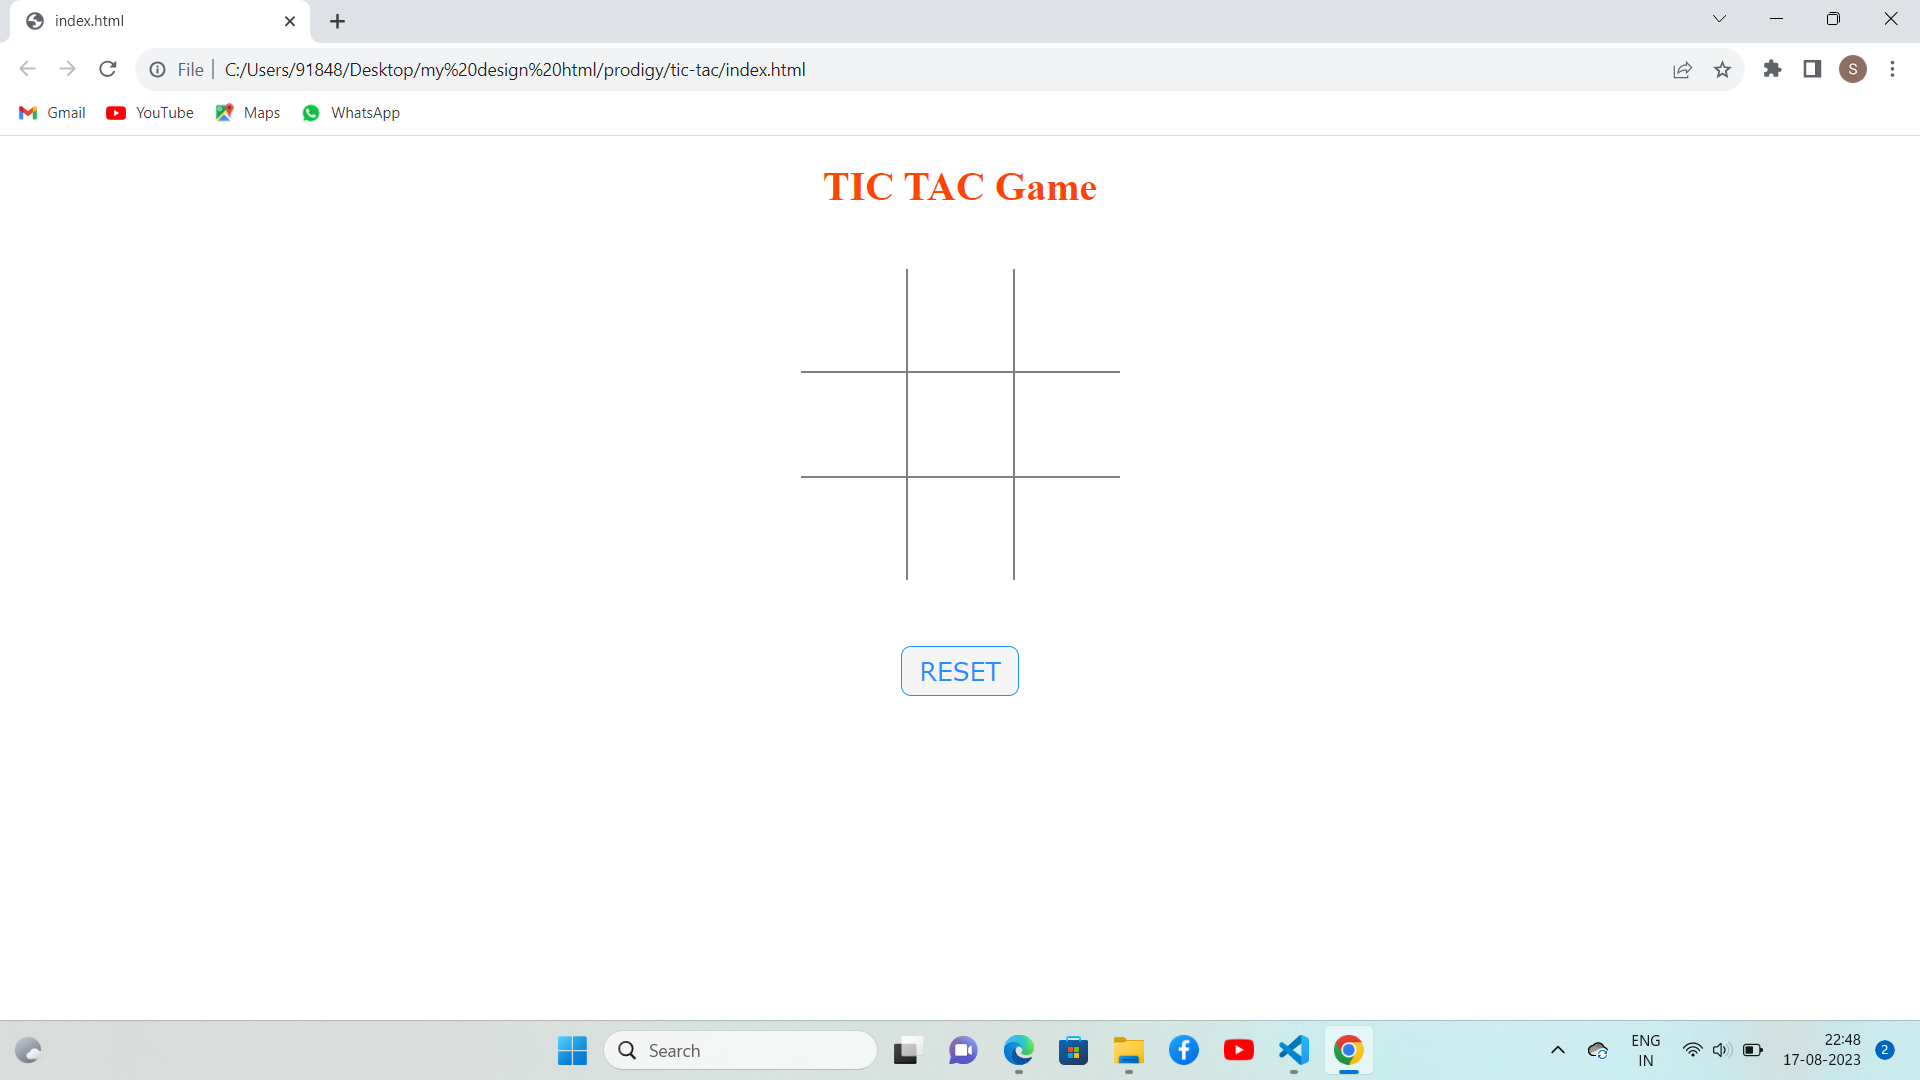 index.html
File | C:/Users/91848/Desktop/my%20design%20html/prodigy/tic-tac/index.html
S
Gmail YouTube Maps WhatsApp
TIC TAC Game
RESET
Search
ENG
IN
22:48
17-08-2023
2